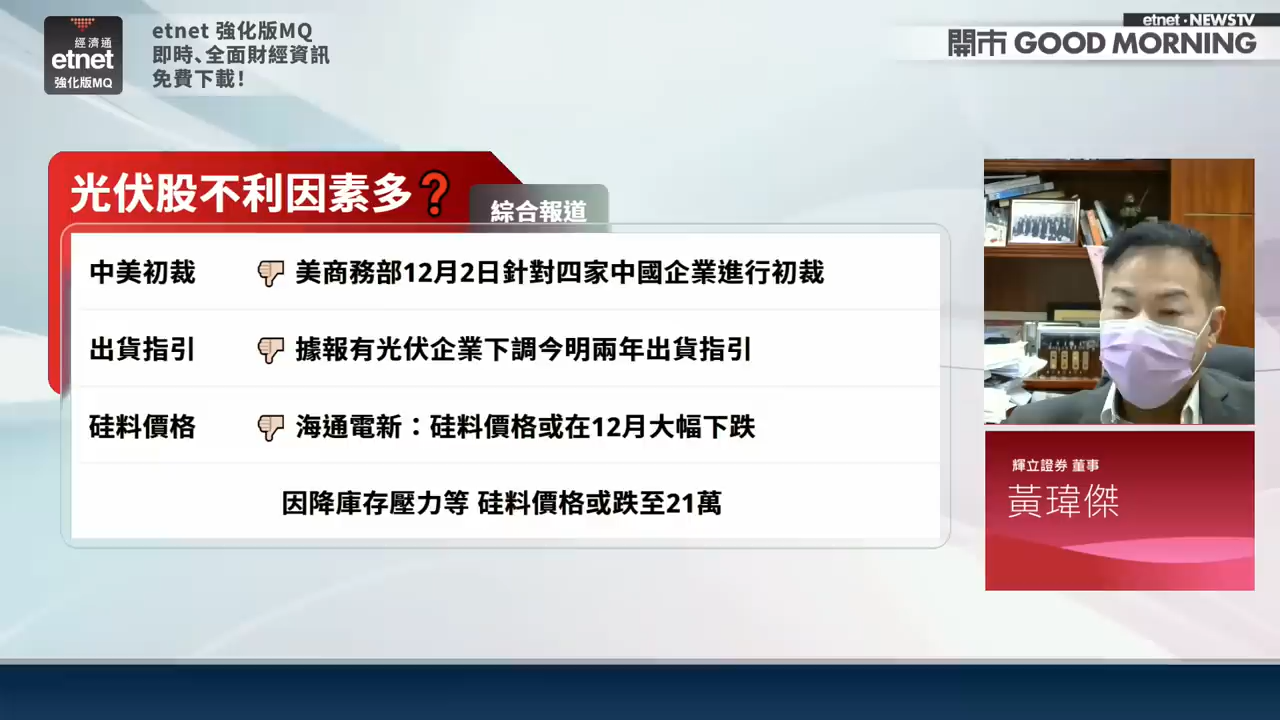 經濟通
etnet
強化版MQ
etnet 強化版MQ
即時、全面財經資訊
免費下載!
etnet·NEWSTV
開市 GOOD MORNING
光伏股不利因素多❓
綜合報道
中美初裁 👎 美商務部12月2日針對四家中國企業進行初裁
出貨指引 👎 據報有光伏企業下調今明兩年出貨指引
硅料價格 👎 海通電新：硅料價格或在12月大幅下跌
因降庫存壓力等 硅料價格或跌至21萬
輝立證券 董事
黃瑋傑